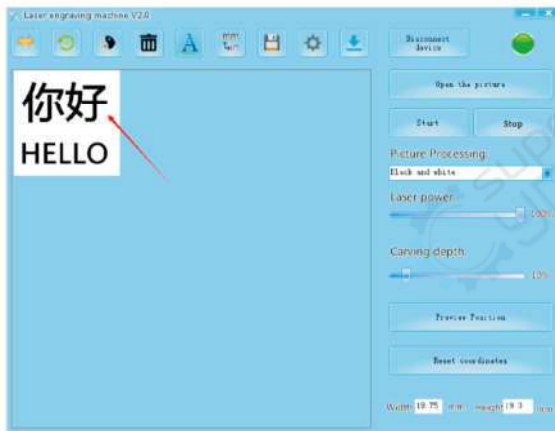 Laser engraving machine V2.0
mm
Disconnect device
Open the picture
Start
Stop
你好
HELLO
Picture Processing:
Black and white
Laser power:
100%
Carving depth:
10%
Preview Position
Reset coordinates
Width: 19.75 mm Height: 19.3 mm